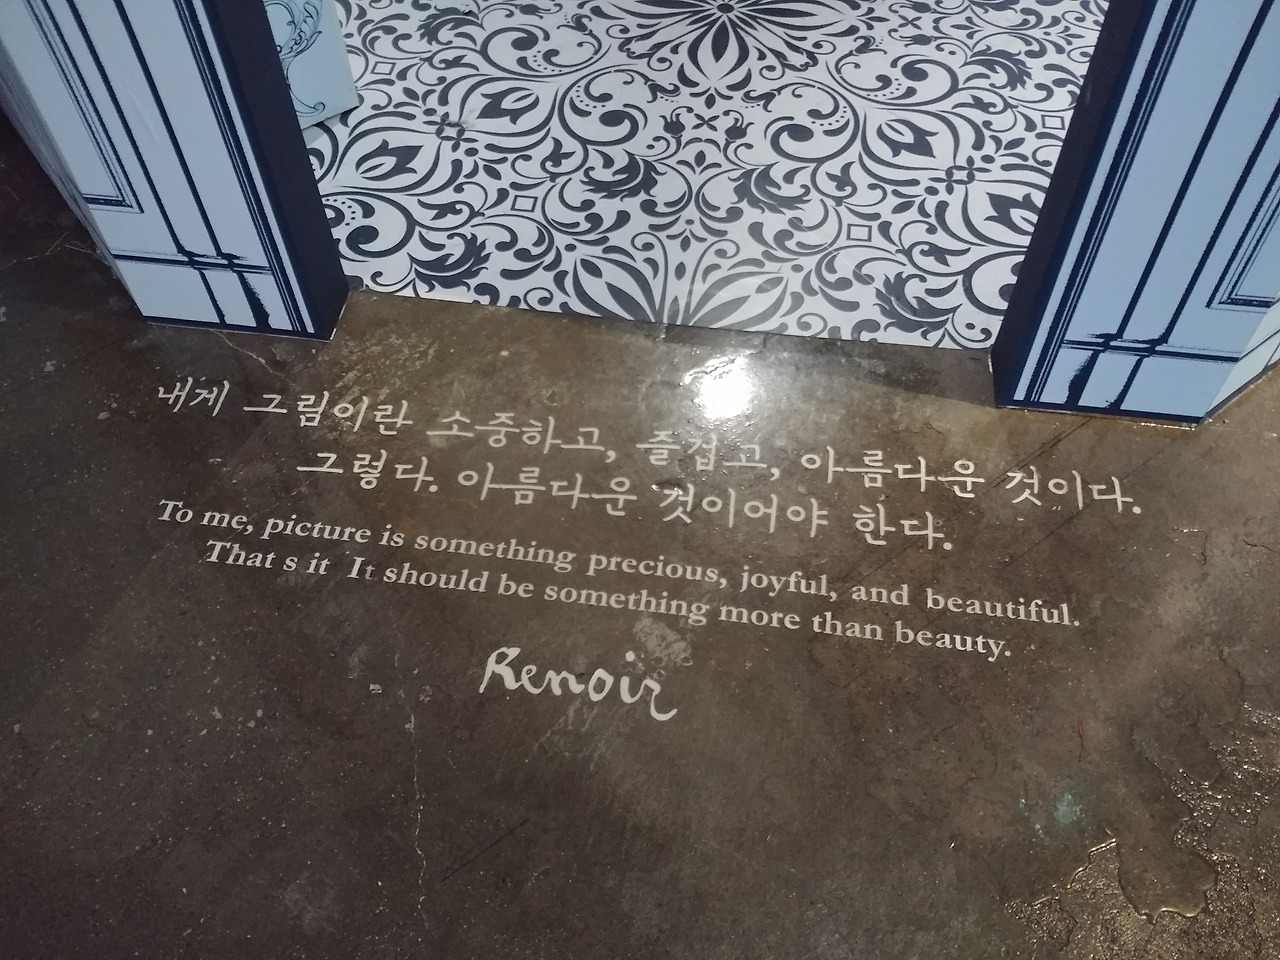 내게 그림이란 소중하고, 즐겁고, 아름다운 것이다.
그렇다. 아름다운 것이어야 한다.
To me, picture is something precious, joyful, and beautiful.
That s it It should be something more than beauty.
Renoir